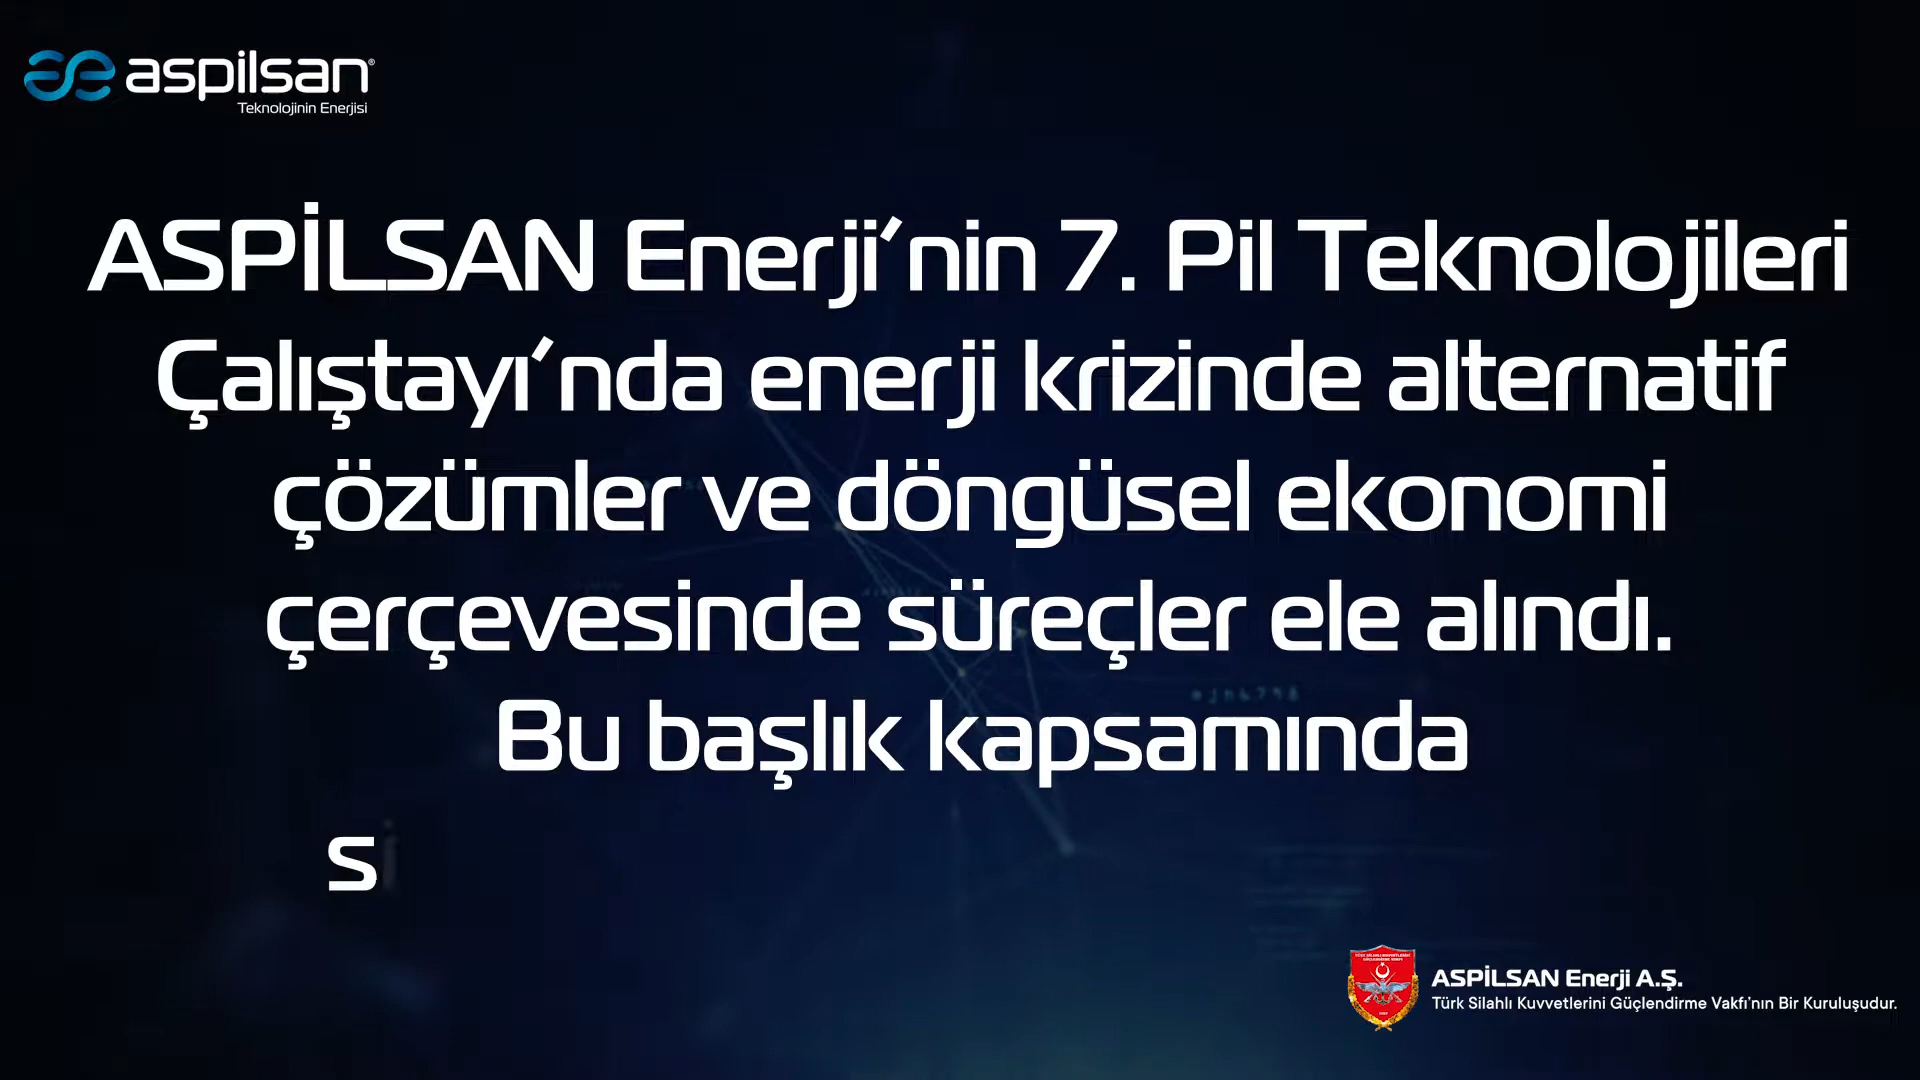 aspilsan®
Teknolojinin Enerjisi
ASPİLSAN Enerji’nin 7. Pil Teknolojileri
Çalıştayı’nda enerji krizinde alternatif
çözümler ve döngüsel ekonomi
çerçevesinde süreçler ele alındı.
Bu başlık kapsamında
si
ASPİLSAN Enerji A.Ş.
Türk Silahlı Kuvvetlerini Güçlendirme Vakfı’nın Bir Kuruluşudur.